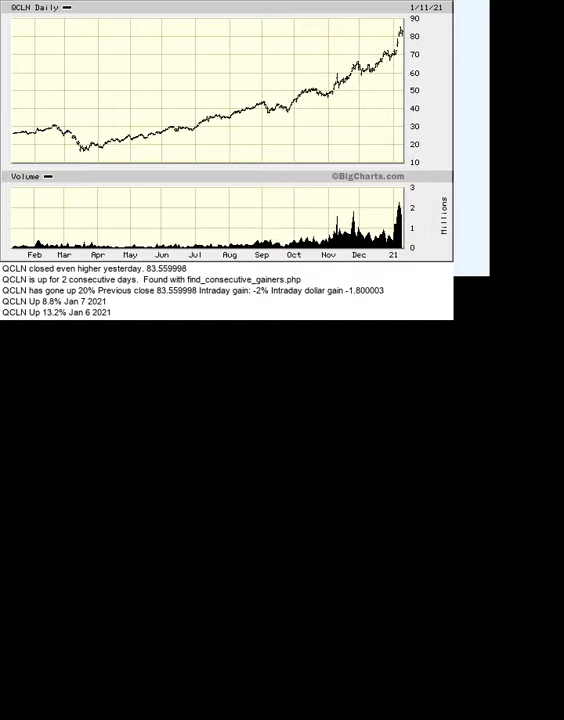 QCLN Daily 1/11/21
90
80
70
60
50
40
30
20
10
Volume ©BigCharts.com
3
2
1
0
Millions
Feb Mar Apr May Jun Jul Aug Sep Oct Nov Dec 21
QCLN closed even higher yesterday. 83.559998
QCLN is up for 2 consecutive days. Found with find_consecutive_gainers.php
QCLN has gone up 20% Previous close 83.559998 Intraday gain: -2% Intraday dollar gain -1.800003
QCLN Up 8.8% Jan 7 2021
QCLN Up 13.2% Jan 6 2021